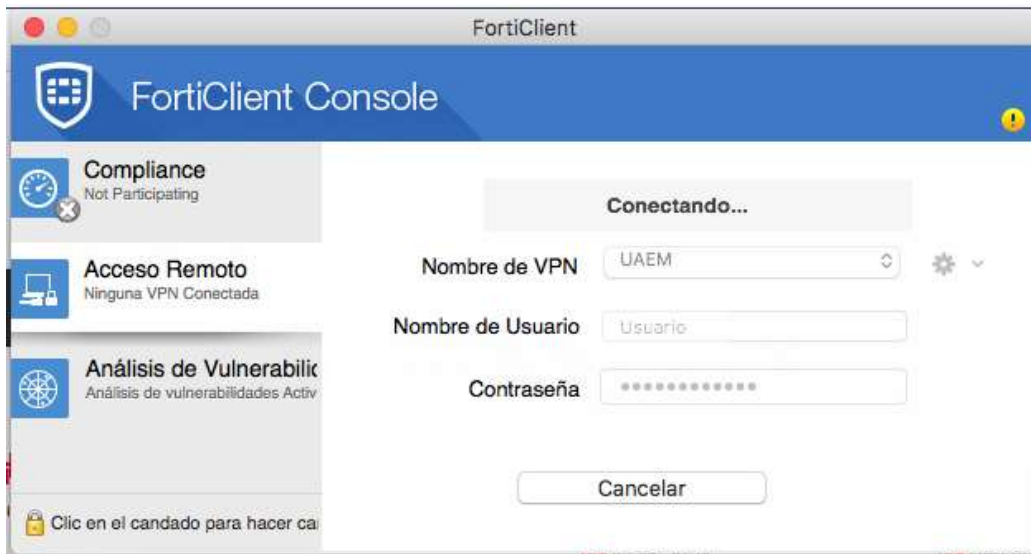 FortiClient
FortiClient Console
Compliance
Not Participating
Acceso Remoto
Ninguna VPN Conectada
Análisis de Vulnerabilic
Análisis de vulnerabilidades Activ
Clic en el candado para hacer ca
Conectando...
Nombre de VPN
UAEM
Nombre de Usuario
Usuario
Contraseña
Cancelar